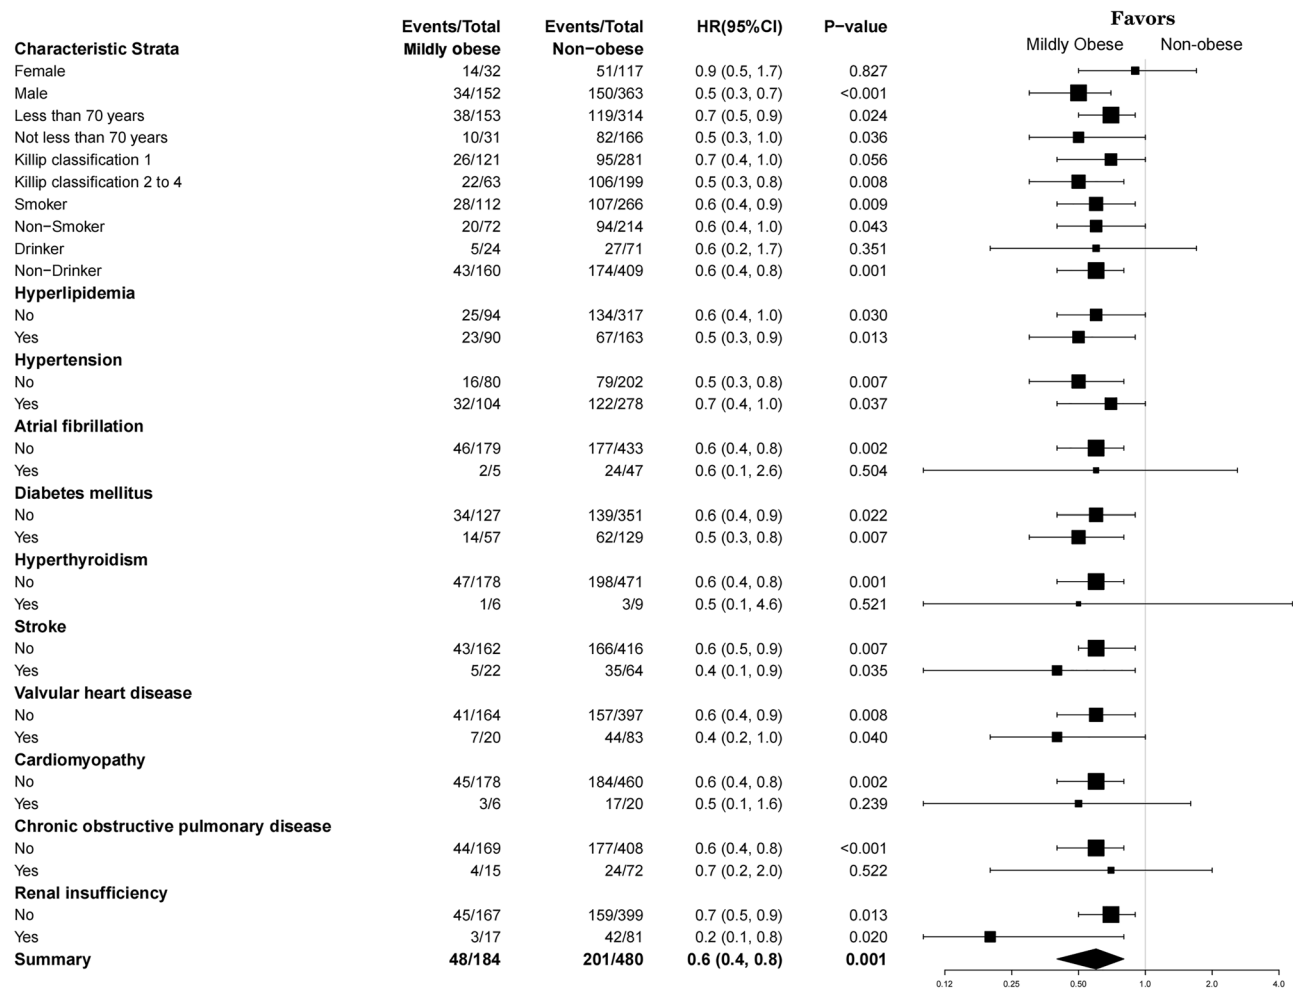 Favors
Events/Total Events/Total HR(95%CI) P−value
Characteristic Strata Mildly obese Non−obese Mildly Obese Non-obese
Female 14/32 51/117 0.9 (0.5, 1.7) 0.827
Male 34/152 150/363 0.5 (0.3, 0.7) <0.001
Less than 70 years 38/153 119/314 0.7 (0.5, 0.9) 0.024
Not less than 70 years 10/31 82/166 0.5 (0.3, 1.0) 0.036
Killip classification 1 26/121 95/281 0.7 (0.4, 1.0) 0.056
Killip classification 2 to 4 22/63 106/199 0.5 (0.3, 0.8) 0.008
Smoker 28/112 107/266 0.6 (0.4, 0.9) 0.009
Non−Smoker 20/72 94/214 0.6 (0.4, 1.0) 0.043
Drinker 5/24 27/71 0.6 (0.2, 1.7) 0.351
Non−Drinker 43/160 174/409 0.6 (0.4, 0.8) 0.001
Hyperlipidemia
No 25/94 134/317 0.6 (0.4, 1.0) 0.030
Yes 23/90 67/163 0.5 (0.3, 0.9) 0.013
Hypertension
No 16/80 79/202 0.5 (0.3, 0.8) 0.007
Yes 32/104 122/278 0.7 (0.4, 1.0) 0.037
Atrial fibrillation
No 46/179 177/433 0.6 (0.4, 0.8) 0.002
Yes 2/5 24/47 0.6 (0.1, 2.6) 0.504
Diabetes mellitus
No 34/127 139/351 0.6 (0.4, 0.9) 0.022
Yes 14/57 62/129 0.5 (0.3, 0.8) 0.007
Hyperthyroidism
No 47/178 198/471 0.6 (0.4, 0.8) 0.001
Yes 1/6 3/9 0.5 (0.1, 4.6) 0.521
Stroke
No 43/162 166/416 0.6 (0.5, 0.9) 0.007
Yes 5/22 35/64 0.4 (0.1, 0.9) 0.035
Valvular heart disease
No 41/164 157/397 0.6 (0.4, 0.9) 0.008
Yes 7/20 44/83 0.4 (0.2, 1.0) 0.040
Cardiomyopathy
No 45/178 184/460 0.6 (0.4, 0.8) 0.002
Yes 3/6 17/20 0.5 (0.1, 1.6) 0.239
Chronic obstructive pulmonary disease
No 44/169 177/408 0.6 (0.4, 0.8) <0.001
Yes 4/15 24/72 0.7 (0.2, 2.0) 0.522
Renal insufficiency
No 45/167 159/399 0.7 (0.5, 0.9) 0.013
Yes 3/17 42/81 0.2 (0.1, 0.8) 0.020
Summary 48/184 201/480 0.6 (0.4, 0.8) 0.001
0.12 0.25 0.50 1.0 2.0 4.0